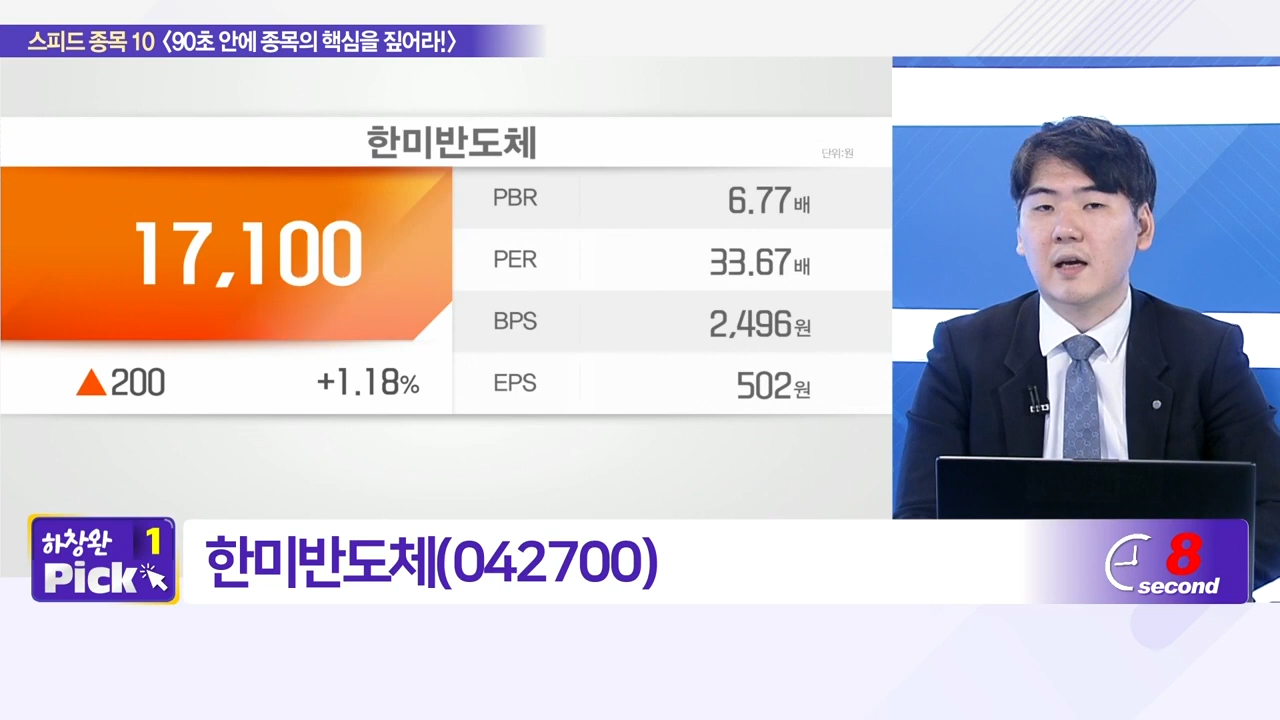 스피드 종목 10 <90초 안에 종목의 핵심을 짚어라!>
한미반도체
단위:원
17,100
▲200 +1.18%
PBR 6.77배
PER 33.67배
BPS 2,496원
EPS 502원
하창완 1
Pick
한미반도체(042700)
8
second